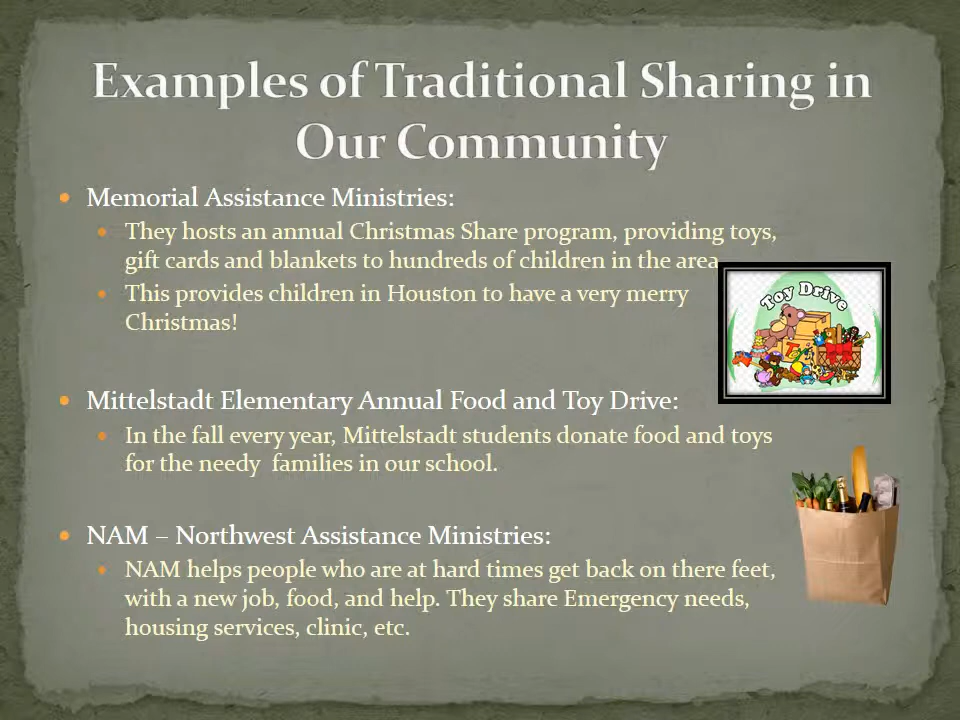 Examples of Traditional Sharing in
Our Community
• Memorial Assistance Ministries:
• They hosts an annual Christmas Share program, providing toys,
gift cards and blankets to hundreds of children in the area
• This provides children in Houston to have a very merry
Christmas!
Toy Drive
• Mittelstadt Elementary Annual Food and Toy Drive:
• In the fall every year, Mittelstadt students donate food and toys
for the needy  families in our school.
• NAM – Northwest Assistance Ministries:
• NAM helps people who are at hard times get back on there feet,
with a new job, food, and help. They share Emergency needs,
housing services, clinic, etc.